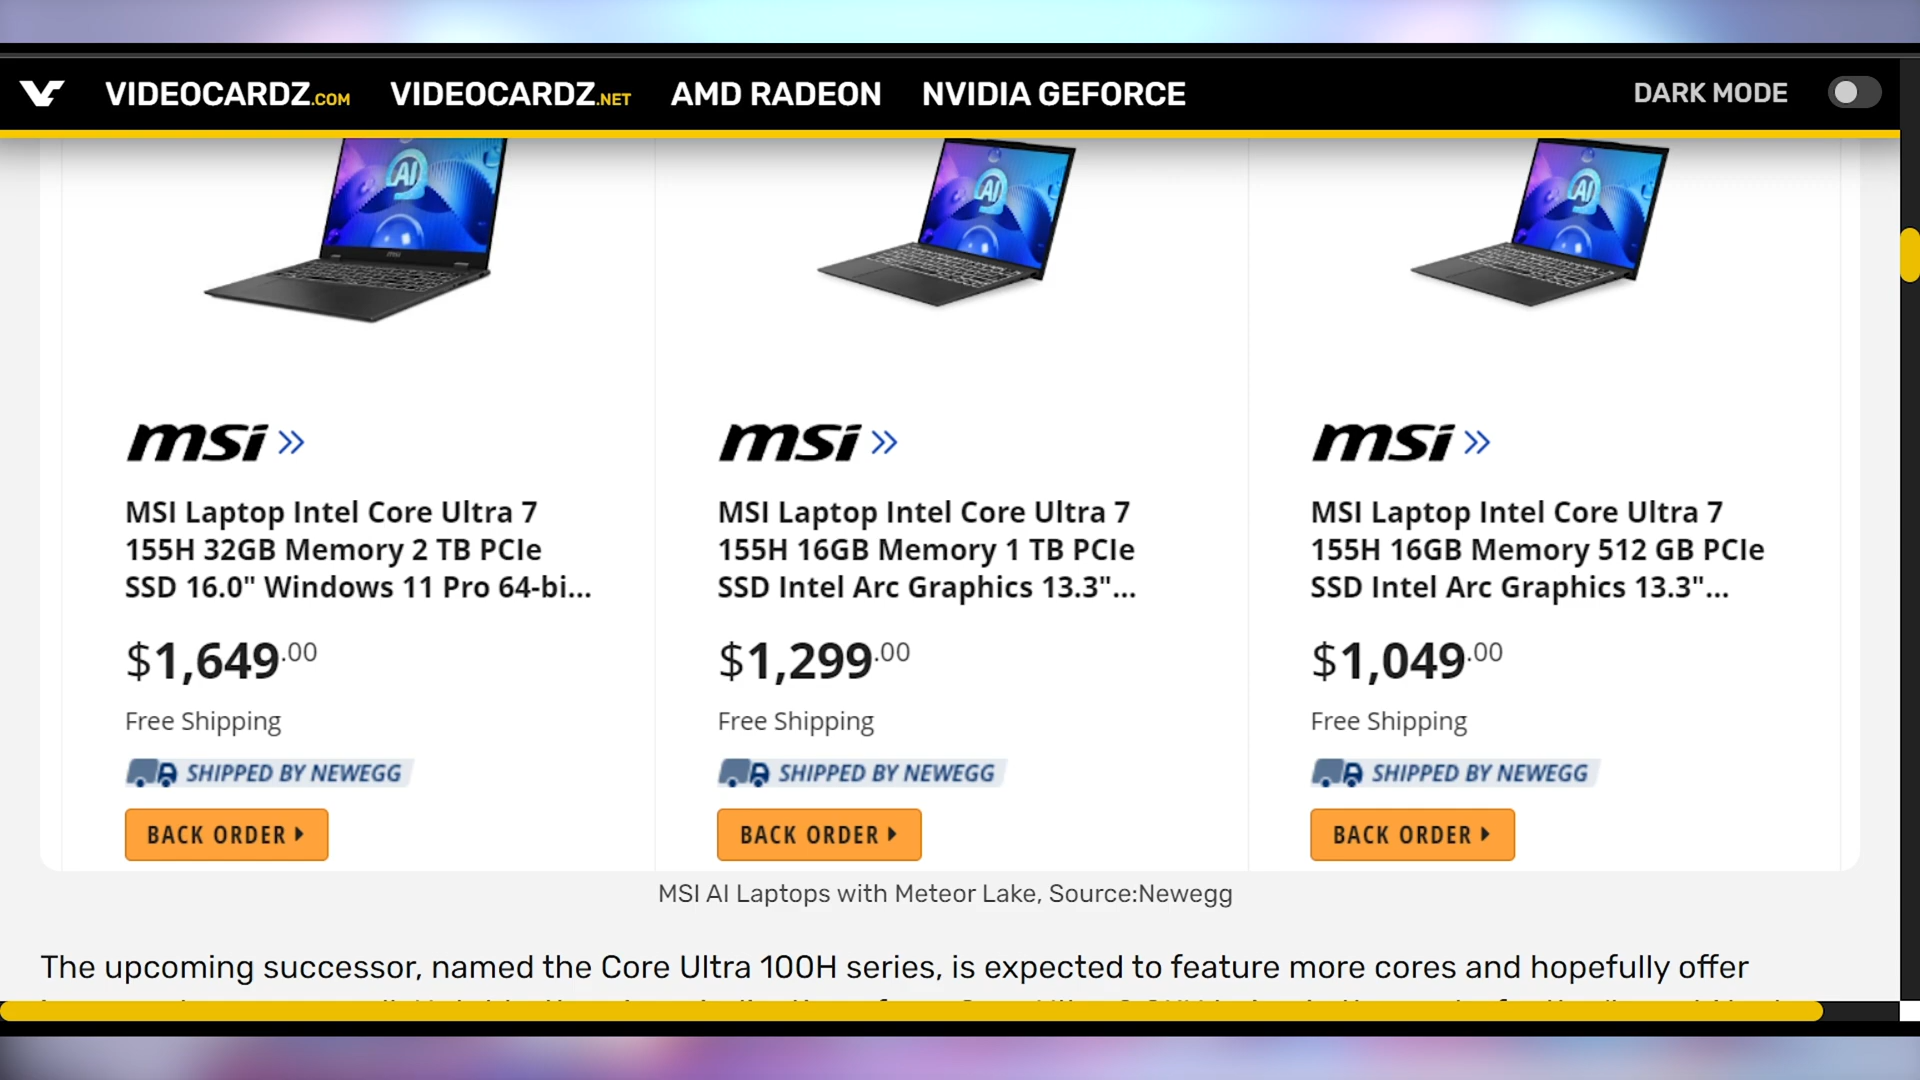 VIDEOCARDZ.COM VIDEOCARDZ.NET AMD RADEON NVIDIA GEFORCE DARK MODE
AI AI AI
msi
msi msi msi
MSI Laptop Intel Core Ultra 7
155H 32GB Memory 2 TB PCIe
SSD 16.0" Windows 11 Pro 64-bi...
$1,649.00
Free Shipping
SHIPPED BY NEWEGG
BACK ORDER
MSI Laptop Intel Core Ultra 7
155H 16GB Memory 1 TB PCIe
SSD Intel Arc Graphics 13.3"...
$1,299.00
Free Shipping
SHIPPED BY NEWEGG
BACK ORDER
MSI Laptop Intel Core Ultra 7
155H 16GB Memory 512 GB PCIe
SSD Intel Arc Graphics 13.3"...
$1,049.00
Free Shipping
SHIPPED BY NEWEGG
BACK ORDER
MSI AI Laptops with Meteor Lake, Source:Newegg
The upcoming successor, named the Core Ultra 100H series, is expected to feature more cores and hopefully offer